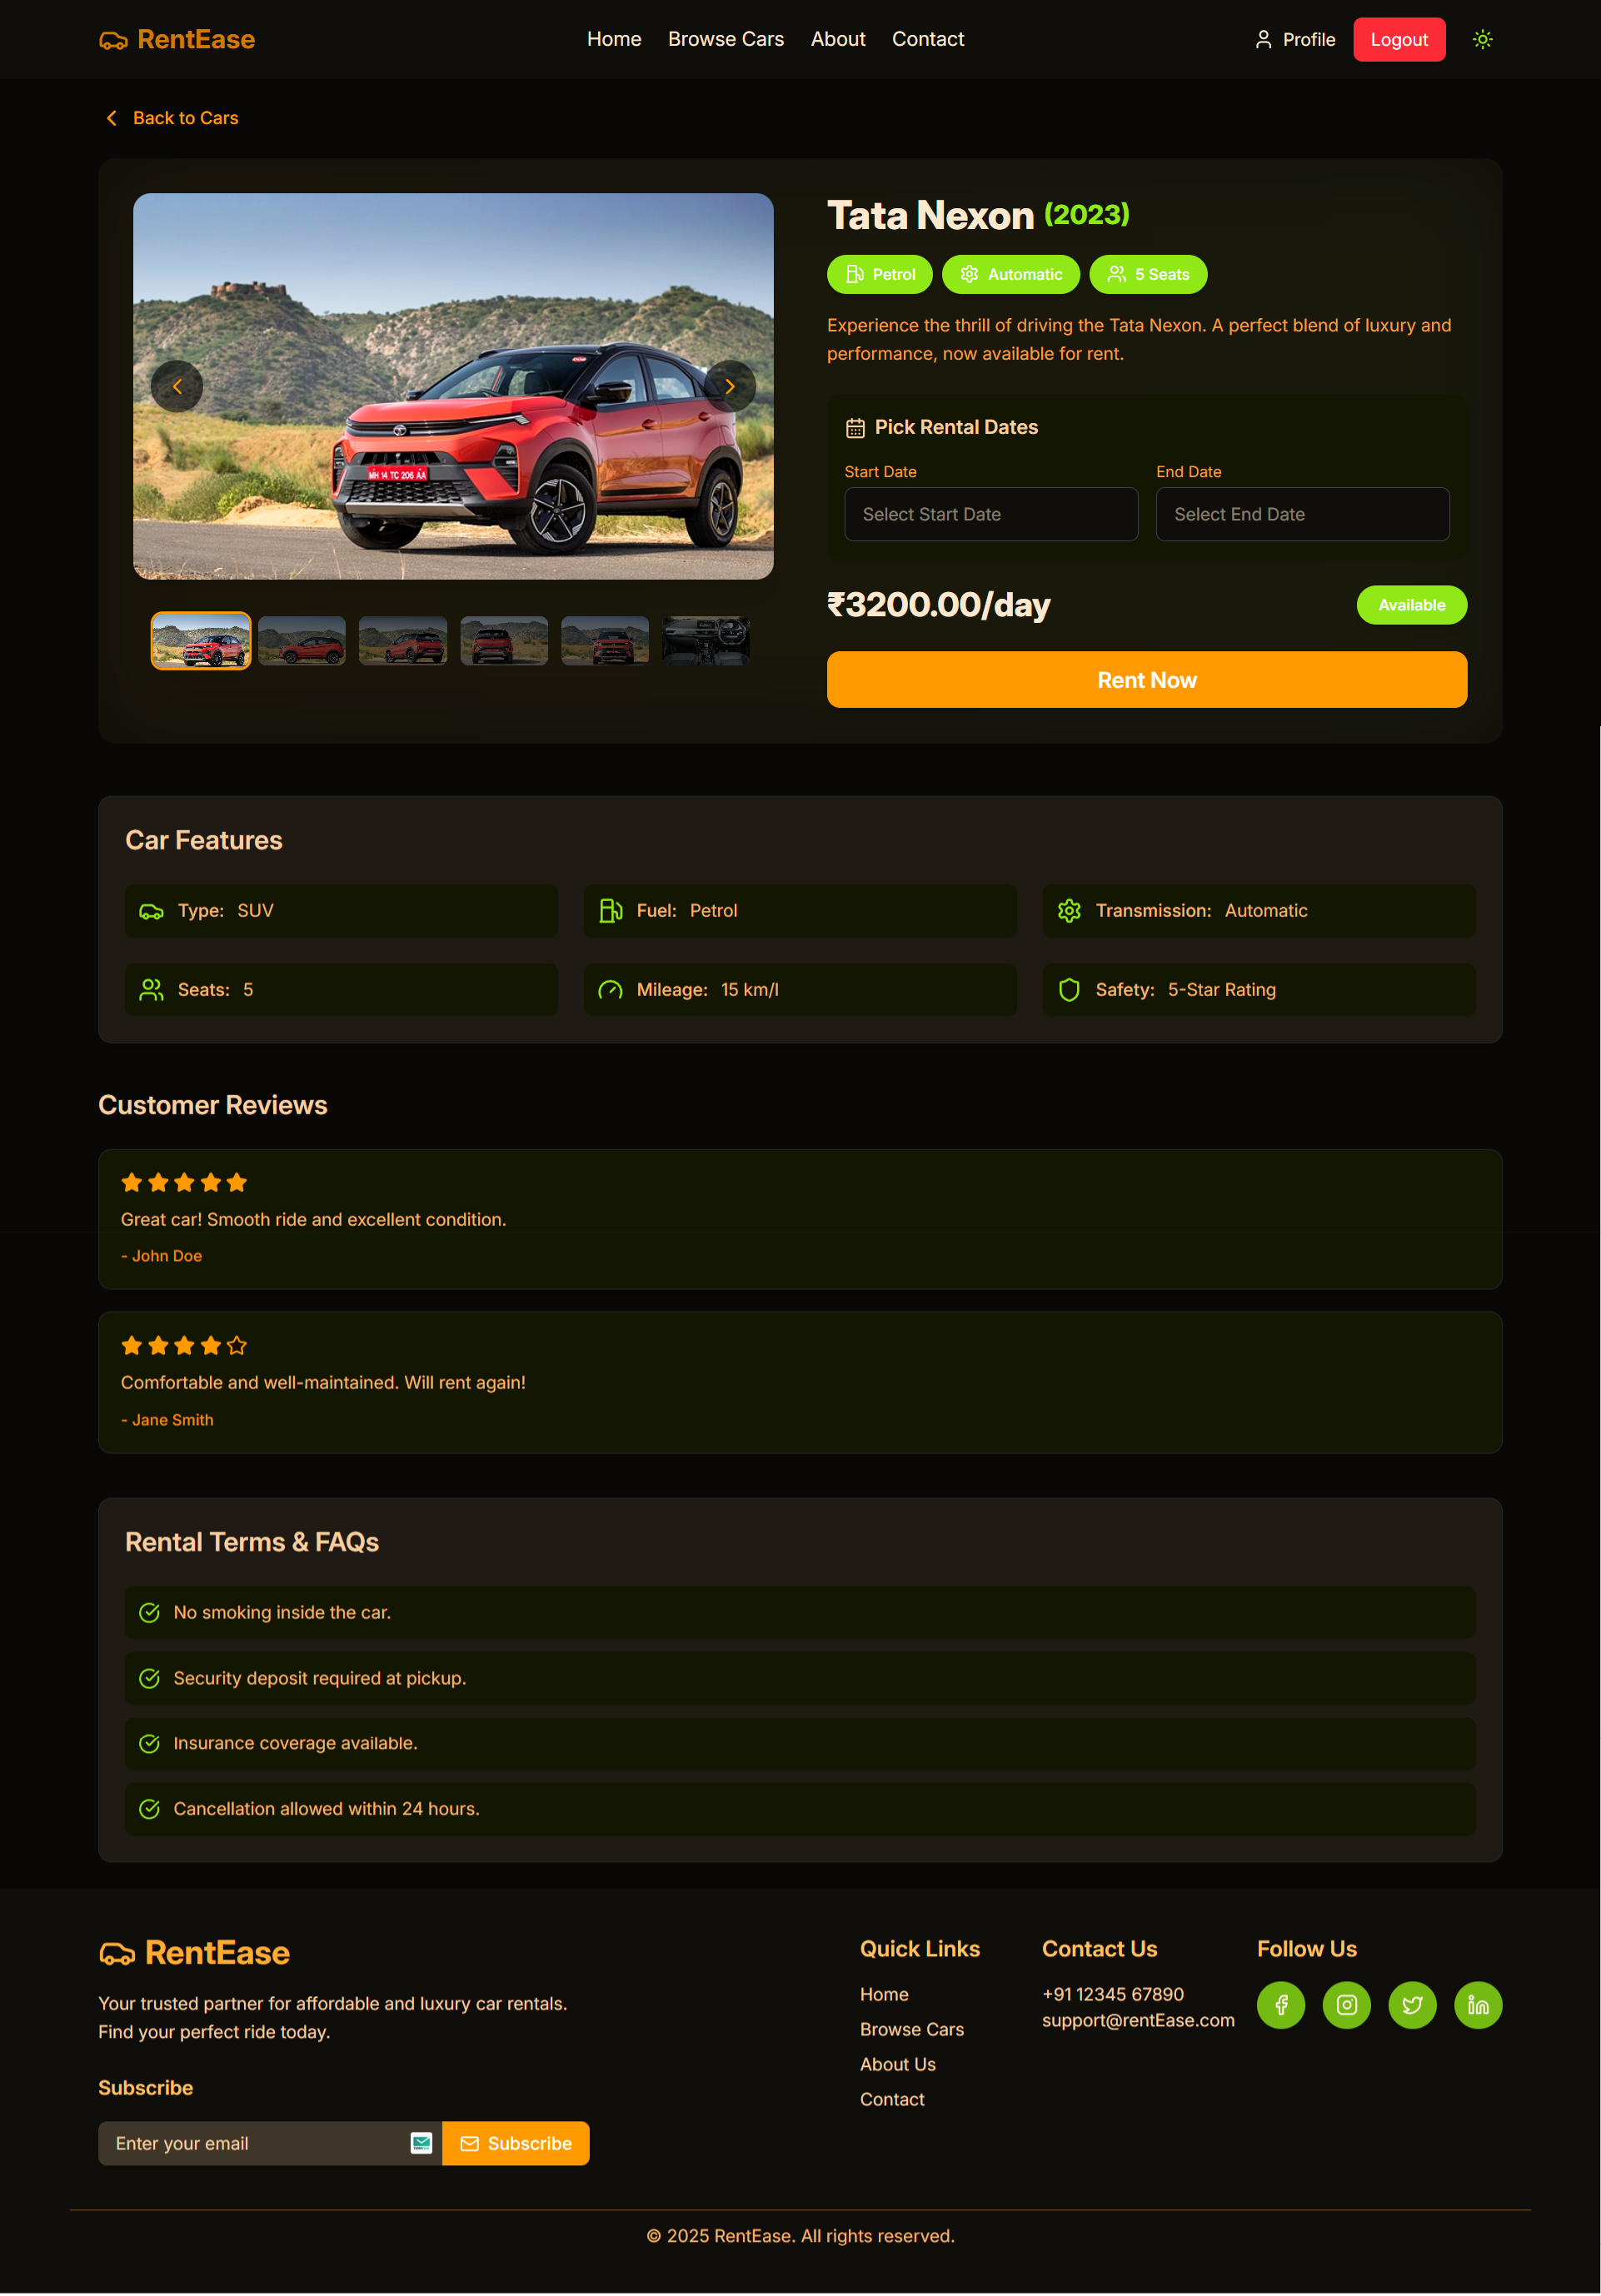 RentEase
Home
Browse Cars
About
Contact
Profile
Logout
Back to Cars
MH 14 TC 206 AA
Tata Nexon (2023)
Petrol
Automatic
5 Seats
Experience the thrill of driving the Tata Nexon. A perfect blend of luxury and
performance, now available for rent.
Pick Rental Dates
Start Date
End Date
Select Start Date
Select End Date
₹3200.00/day
Available
Rent Now
Car Features
Type: SUV
Fuel: Petrol
Transmission: Automatic
Seats: 5
Mileage: 15 km/l
Safety: 5-Star Rating
Customer Reviews
Great car! Smooth ride and excellent condition.
- John Doe
Comfortable and well-maintained. Will rent again!
- Jane Smith
Rental Terms & FAQs
No smoking inside the car.
Security deposit required at pickup.
Insurance coverage available.
Cancellation allowed within 24 hours.
RentEase
Your trusted partner for affordable and luxury car rentals.
Find your perfect ride today.
Subscribe
Enter your email
Subscribe
Quick Links
Home
Browse Cars
About Us
Contact
Contact Us
+91 12345 67890
support@rentEase.com
Follow Us
© 2025 RentEase. All rights reserved.